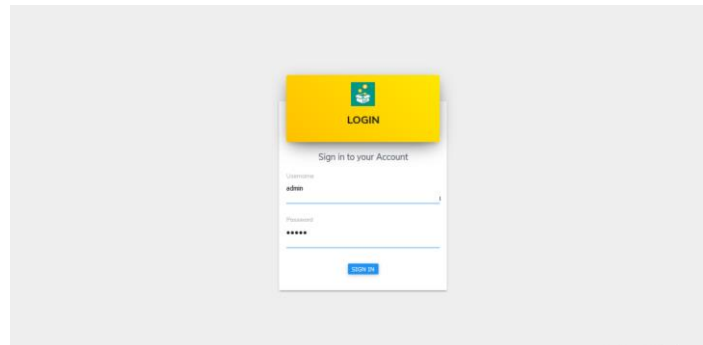 LOGIN
Sign in to your Account
Username
admin
Password
•••••
SIGN IN